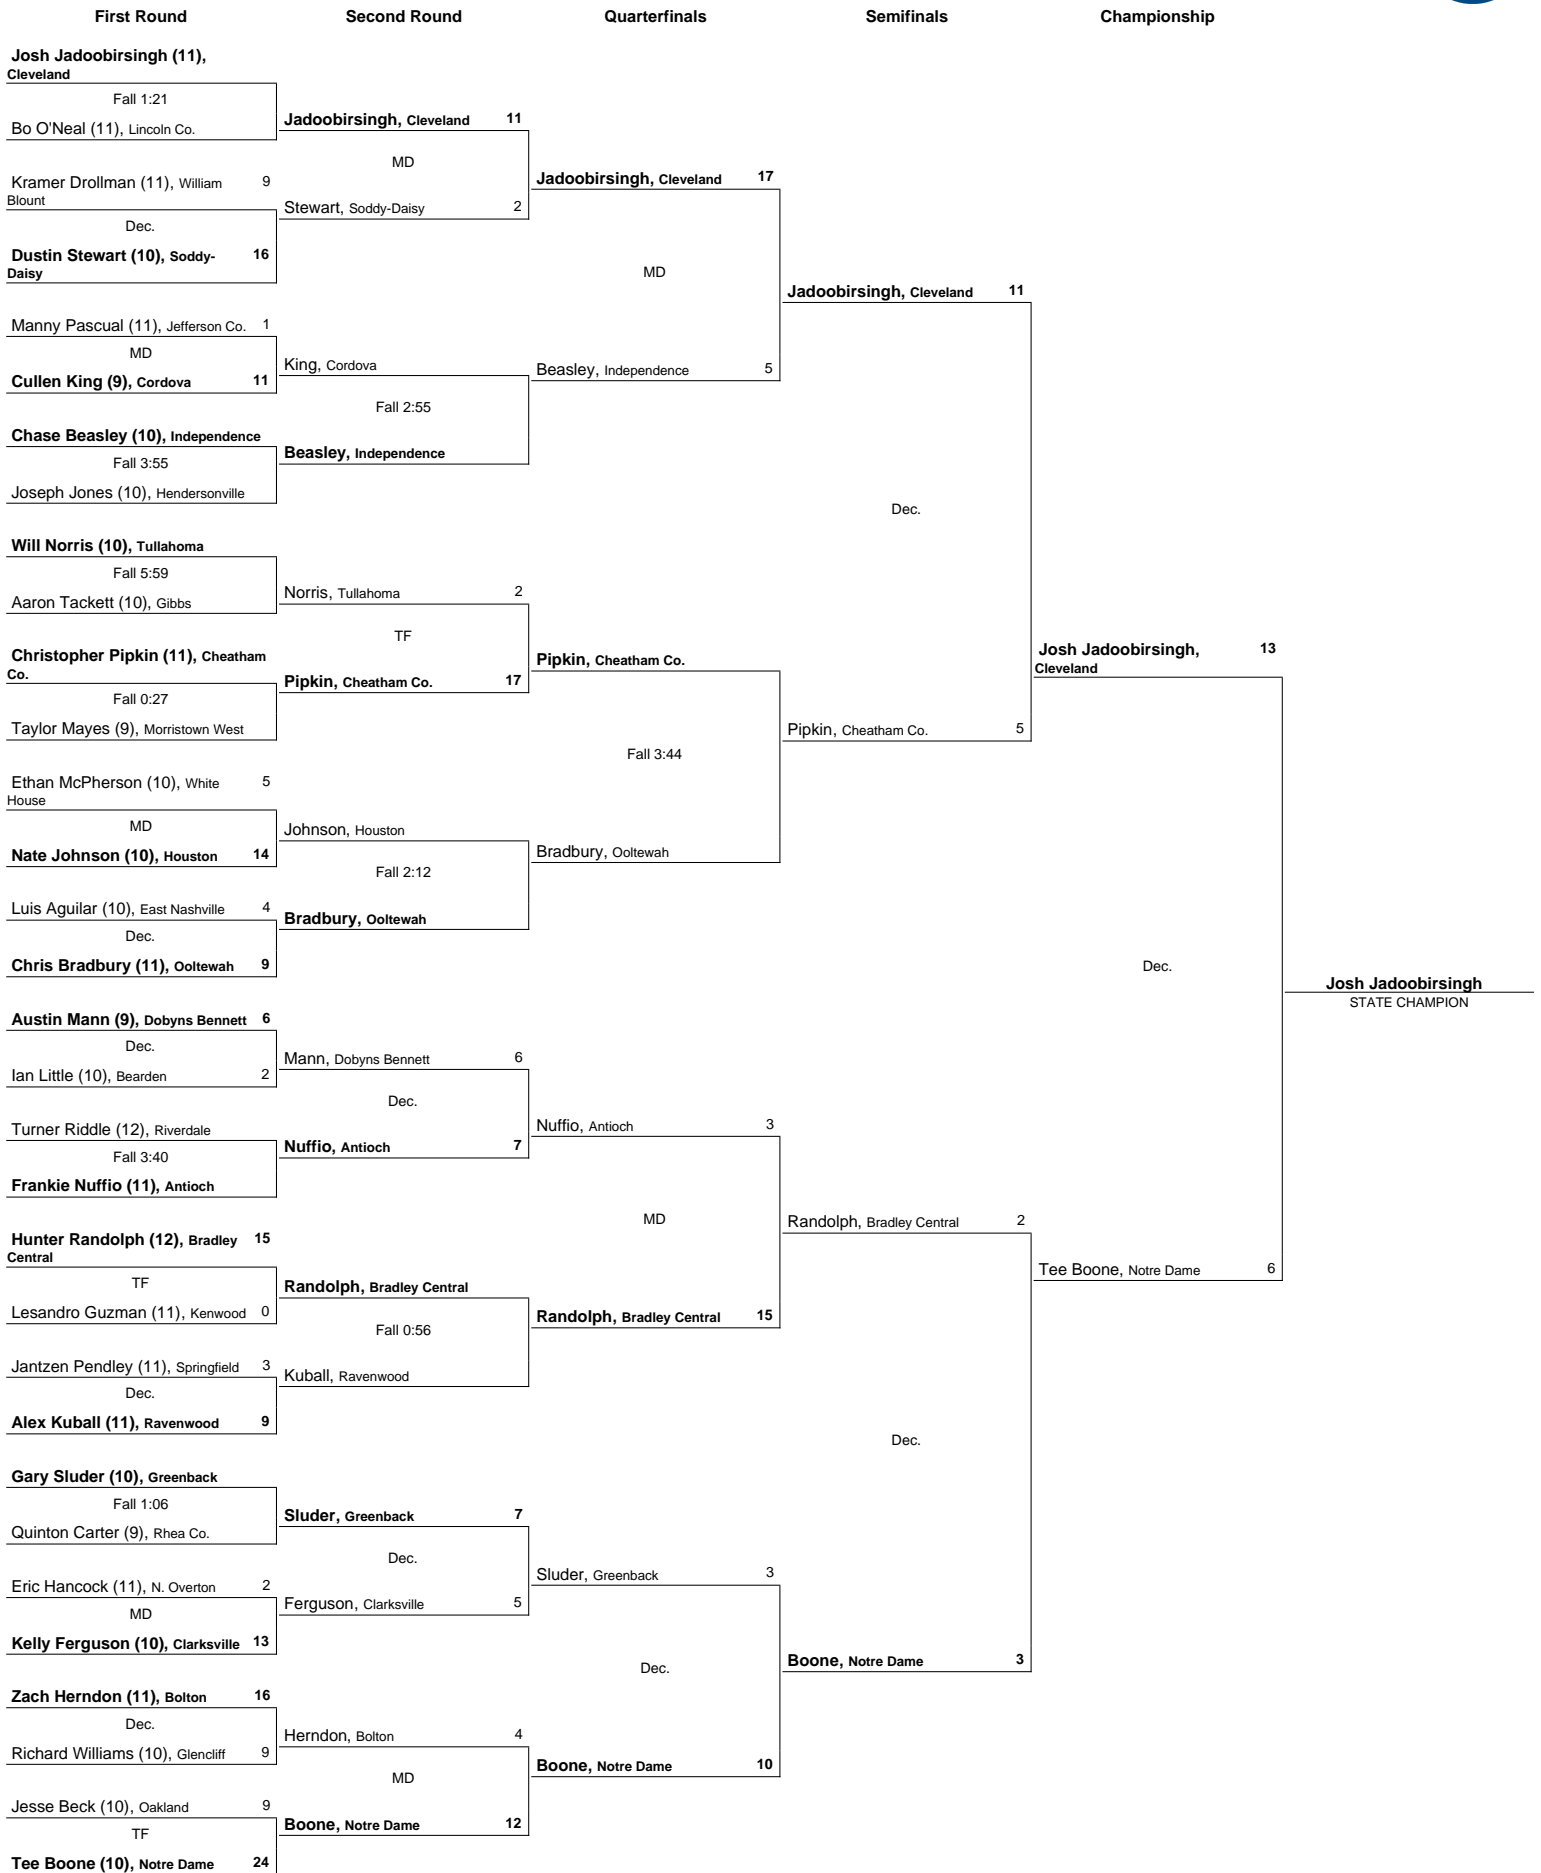 First Round
Second Round
Quarterfinals
Semifinals
Championship
Josh Jadoobirsingh (11),
Cleveland
Fall 1:21
Bo O'Neal (11), Lincoln Co.
Kramer Drollman (11), William 9
Blount
Dec.
Dustin Stewart (10), Soddy- 16
Daisy
Manny Pascual (11), Jefferson Co. 1
MD
Cullen King (9), Cordova 11
Chase Beasley (10), Independence
Fall 3:55
Joseph Jones (10), Hendersonville
Will Norris (10), Tullahoma
Fall 5:59
Aaron Tackett (10), Gibbs
Christopher Pipkin (11), Cheatham
Co.
Fall 0:27
Taylor Mayes (9), Morristown West
Ethan McPherson (10), White 5
House
MD
Nate Johnson (10), Houston 14
Luis Aguilar (10), East Nashville 4
Dec.
Chris Bradbury (11), Ooltewah 9
Austin Mann (9), Dobyns Bennett 6
Dec.
Ian Little (10), Bearden 2
Turner Riddle (12), Riverdale
Fall 3:40
Frankie Nuffio (11), Antioch
Hunter Randolph (12), Bradley 15
Central
TF
Lesandro Guzman (11), Kenwood 0
Jantzen Pendley (11), Springfield 3
Dec.
Alex Kuball (11), Ravenwood 9
Gary Sluder (10), Greenback
Fall 1:06
Quinton Carter (9), Rhea Co.
Eric Hancock (11), N. Overton 2
MD
Kelly Ferguson (10), Clarksville 13
Zach Herndon (11), Bolton 16
Dec.
Richard Williams (10), Glencliff 9
Jesse Beck (10), Oakland 9
TF
Tee Boone (10), Notre Dame 24
Jadoobirsingh, Cleveland 11
MD
Stewart, Soddy-Daisy 2
King, Cordova
Fall 2:55
Beasley, Independence
Norris, Tullahoma 2
TF
Pipkin, Cheatham Co. 17
Johnson, Houston
Fall 2:12
Bradbury, Ooltewah
Mann, Dobyns Bennett 6
Dec.
Nuffio, Antioch 7
Randolph, Bradley Central
Fall 0:56
Kuball, Ravenwood
Sluder, Greenback 7
Dec.
Ferguson, Clarksville 5
Herndon, Bolton 4
MD
Boone, Notre Dame 12
Jadoobirsingh, Cleveland 17
MD
Beasley, Independence 5
Pipkin, Cheatham Co.
Fall 3:44
Bradbury, Ooltewah
Nuffio, Antioch 3
MD
Randolph, Bradley Central 15
Sluder, Greenback 3
Dec.
Boone, Notre Dame 10
Jadoobirsingh, Cleveland 11
Dec.
Pipkin, Cheatham Co. 5
Randolph, Bradley Central 2
Dec.
Boone, Notre Dame 3
Josh Jadoobirsingh, 13
Cleveland
Dec.
Tee Boone, Notre Dame 6
Josh Jadoobirsingh
STATE CHAMPION